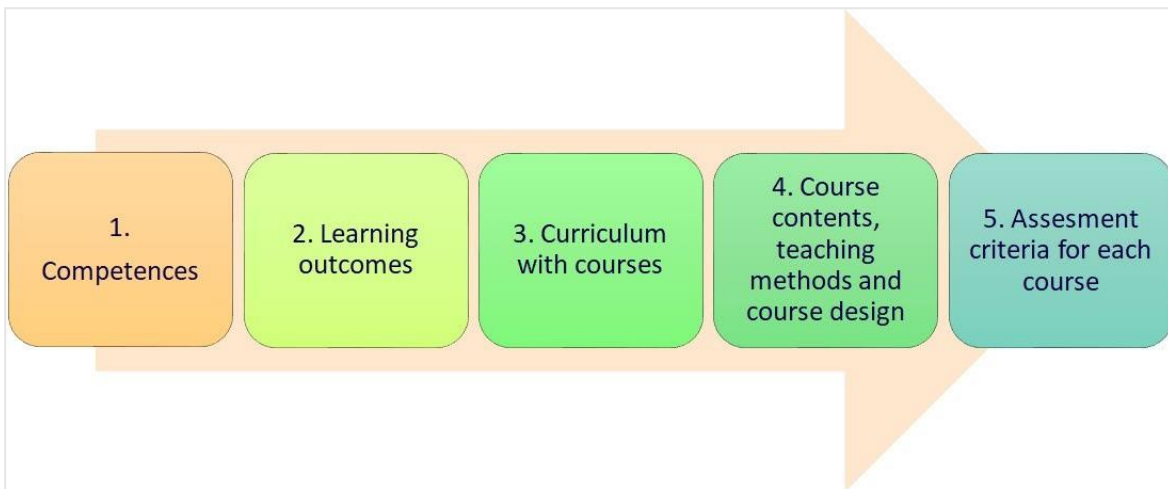 1.
Competences
2. Learning
outcomes
3. Curriculum
with courses
4. Course
contents,
teaching
methods and
course design
5. Assesment
criteria for each
course